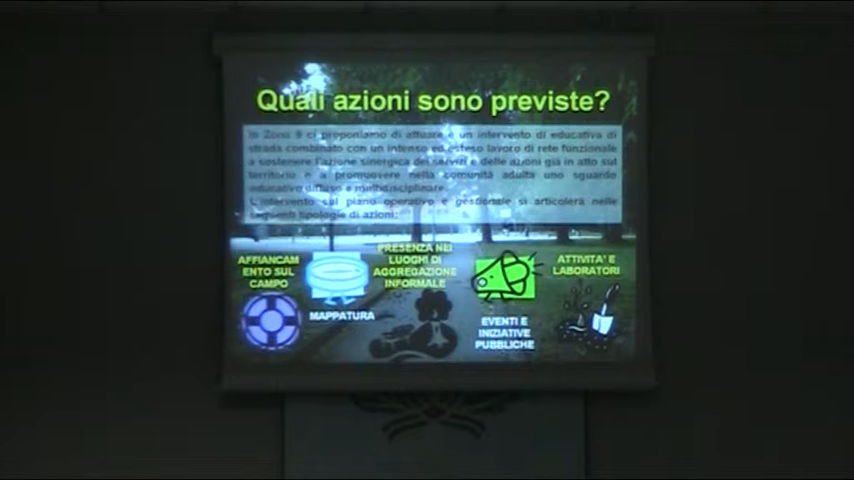 Quali azioni sono previste?
In Zona 9 ci proponiamo di attuare è un intervento di educativa di
strada combinato con un intenso ed esteso lavoro di rete funzionale
a sostenere l'azione sinergica dei servizi e delle azioni già in atto sul
territorio e a promuovere nella comunità adulta uno sguardo
educativo diffuso e multidisciplinare.
L'intervento sul piano operativo e gestionale si articolerà nelle
seguenti tipologie di azioni:
AFFIANCAM
ENTO SUL
CAMPO
MAPPATURA
PRESENZA NEI
LUOGHI DI
AGGREGAZIONE
INFORMALE
EVENTI E
INIZIATIVE
PUBBLICHE
ATTIVITA' E
LABORATORI